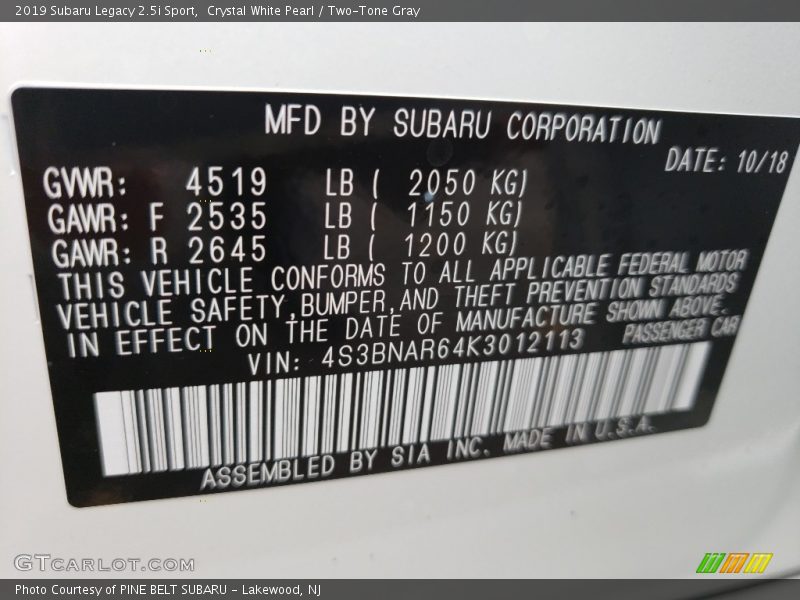 2019 Subaru Legacy 2.5i Sport,  Crystal White Pearl / Two-Tone Gray
MFD BY SUBARU CORPORATION
DATE: 10/18
GVWR: 4519 LB ( 2050 KG)
GAWR: F 2535 LB ( 1150 KG)
GAWR: R 2645 LB ( 1200 KG)
THIS VEHICLE CONFORMS TO ALL APPLICABLE FEDERAL MOTOR
VEHICLE SAFETY,BUMPER,AND THEFT PREVENTION STANDARDS
IN EFFECT ON THE DATE OF MANUFACTURE SHOWN ABOVE.
PASSENGER CAR
VIN: 4S3BNAR64K3012113
ASSEMBLED BY SIA INC. MADE IN U.S.A.
GTCARLOT.COM
Photo Courtesy of PINE BELT SUBARU - Lakewood, NJ